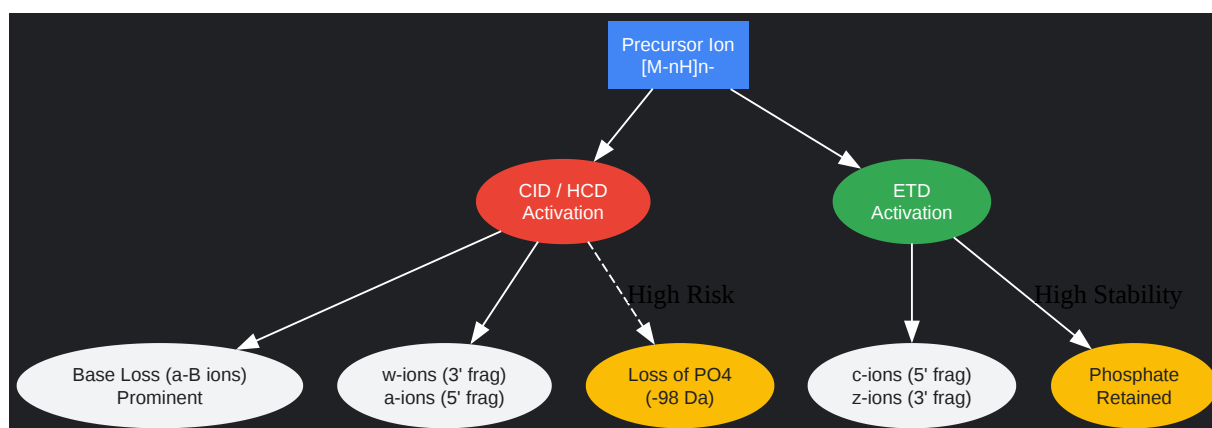 Precursor Ion
[M-nH]n-
CID / HCD
Activation
ETD
Activation
High Risk
High Stability
Base Loss (a-B ions)
Prominent
w-ions (3' frag)
a-ions (5' frag)
Loss of PO4
(-98 Da)
c-ions (5' frag)
z-ions (3' frag)
Phosphate
Retained